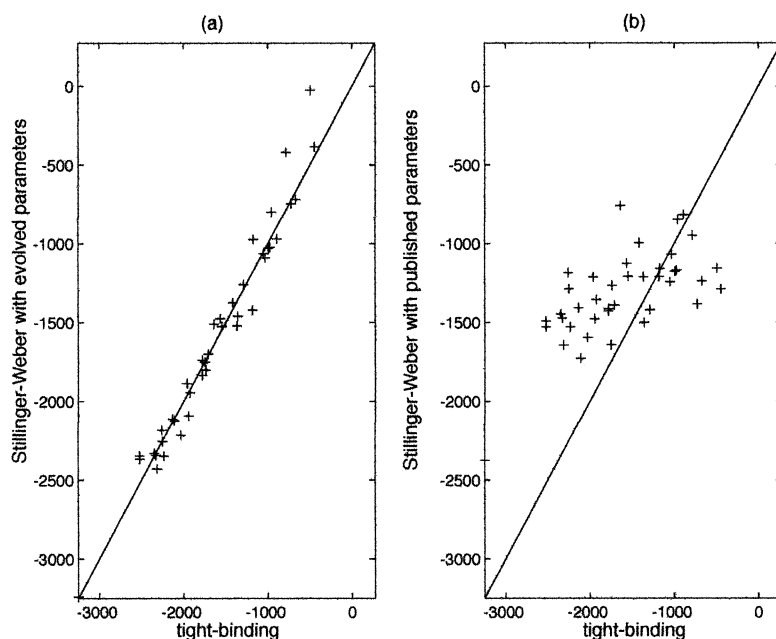 (a)
Stillinger-Weber with evolved parameters
0
-500
-1000
-1500
-2000
-2500
-3000
-3000 -2000 -1000 0
tight-binding
(b)
Stillinger-Weber with published parameters
0
-500
-1000
-1500
-2000
-2500
-3000
-3000 -2000 -1000 0
tight-binding